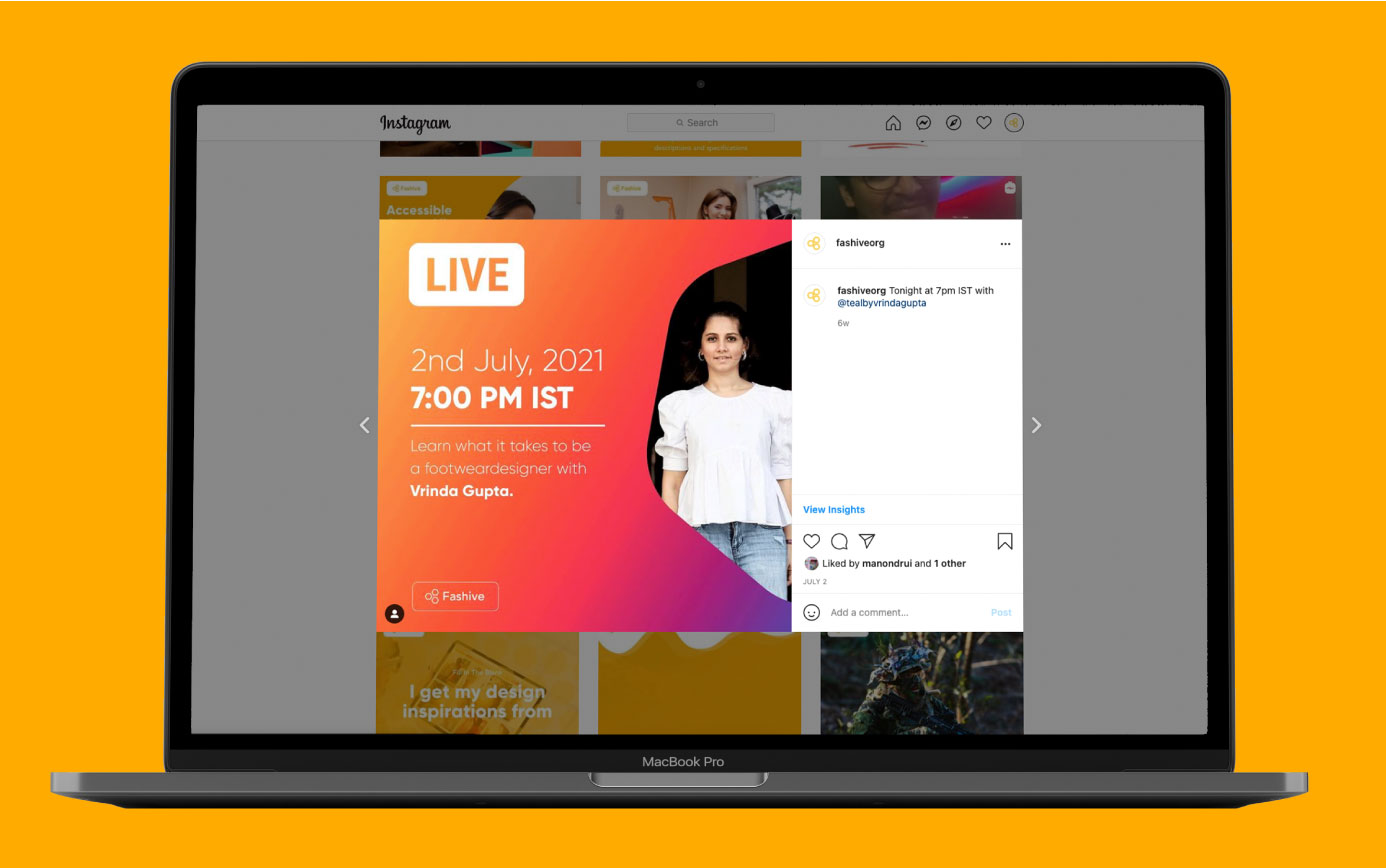 Instagram
Search
descriptions and specifications
Fashive
Accessible
Fashive
LIVE
2nd July, 2021
7:00 PM IST
Learn what it takes to be
a footweardesigner with
Vrinda Gupta.
Fashive
fashiveorg
fashiveorg Tonight at 7pm IST with
@tealbyvrindagupta
6w
View Insights
Liked by manondrui and 1 other
JULY 2
Add a comment...
Post
I get my design
inspirations from
MacBook Pro